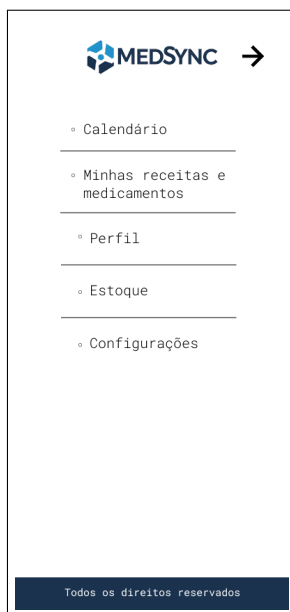 MEDSYNC
Calendário
Minhas receitas e
medicamentos
Perfil
Estoque
Configurações
Todos os direitos reservados